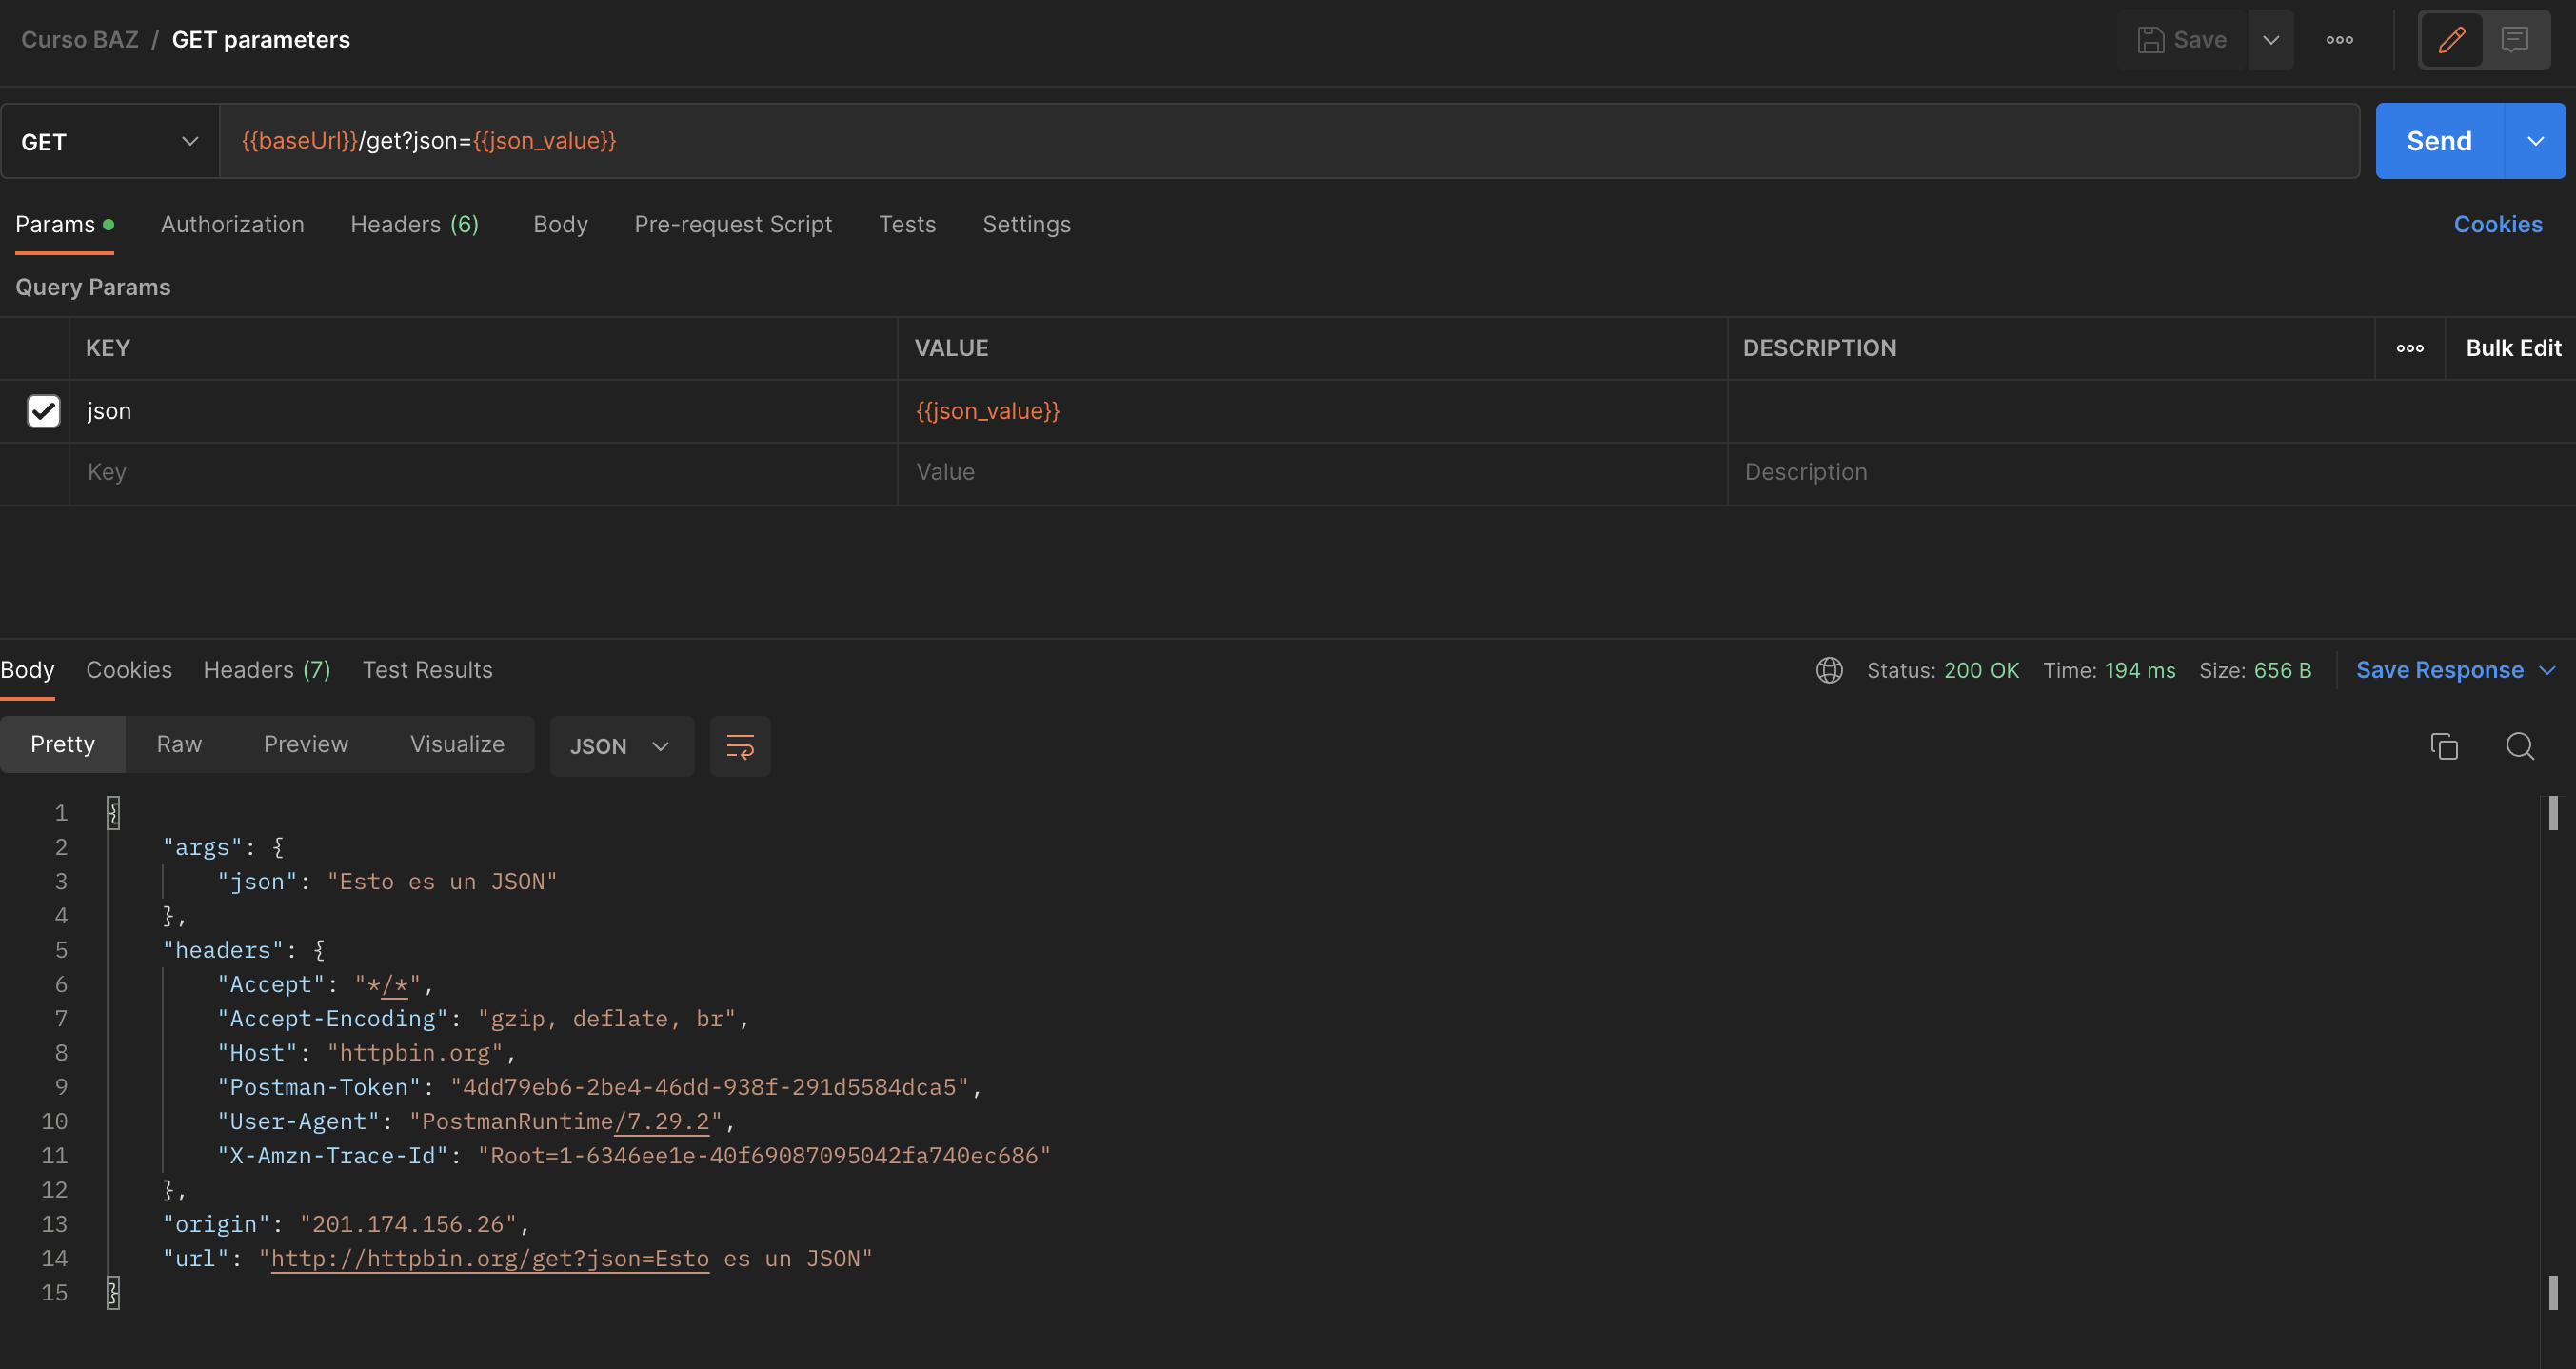 Curso BAZ / GET parameters
Save
GET
{{baseUrl}}/get?json={{json_value}}
Send
Params
Authorization
Headers (6)
Body
Pre-request Script
Tests
Settings
Cookies
Query Params
KEY
VALUE
DESCRIPTION
Bulk Edit
json
{{json_value}}
Key
Value
Description
Body
Cookies
Headers (7)
Test Results
Status: 200 OK
Time: 194 ms
Size: 656 B
Save Response
Pretty
Raw
Preview
Visualize
JSON
1 {
2 "args": {
3 "json": "Esto es un JSON"
4 },
5 "headers": {
6 "Accept": "*/*",
7 "Accept-Encoding": "gzip, deflate, br",
8 "Host": "httpbin.org",
9 "Postman-Token": "4dd79eb6-2be4-46dd-938f-291d5584dca5",
10 "User-Agent": "PostmanRuntime/7.29.2",
11 "X-Amzn-Trace-Id": "Root=1-6346ee1e-40f69087095042fa740ec686"
12 },
13 "origin": "201.174.156.26",
14 "url": "http://httpbin.org/get?json=Esto es un JSON"
15 }